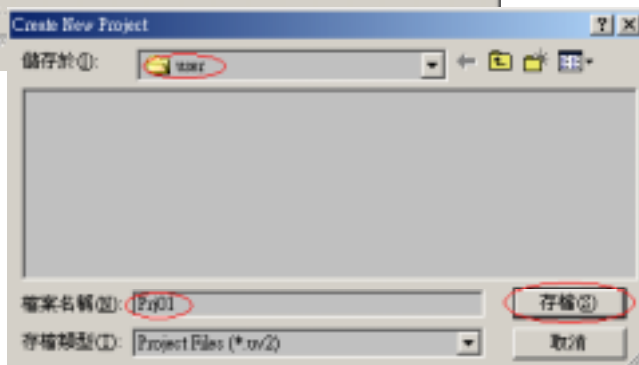 Create New Project
儲存於(I): user
檔案名稱(N): Prj01 存檔(S)
存檔類型(T): Project Files (*.uv2) 取消